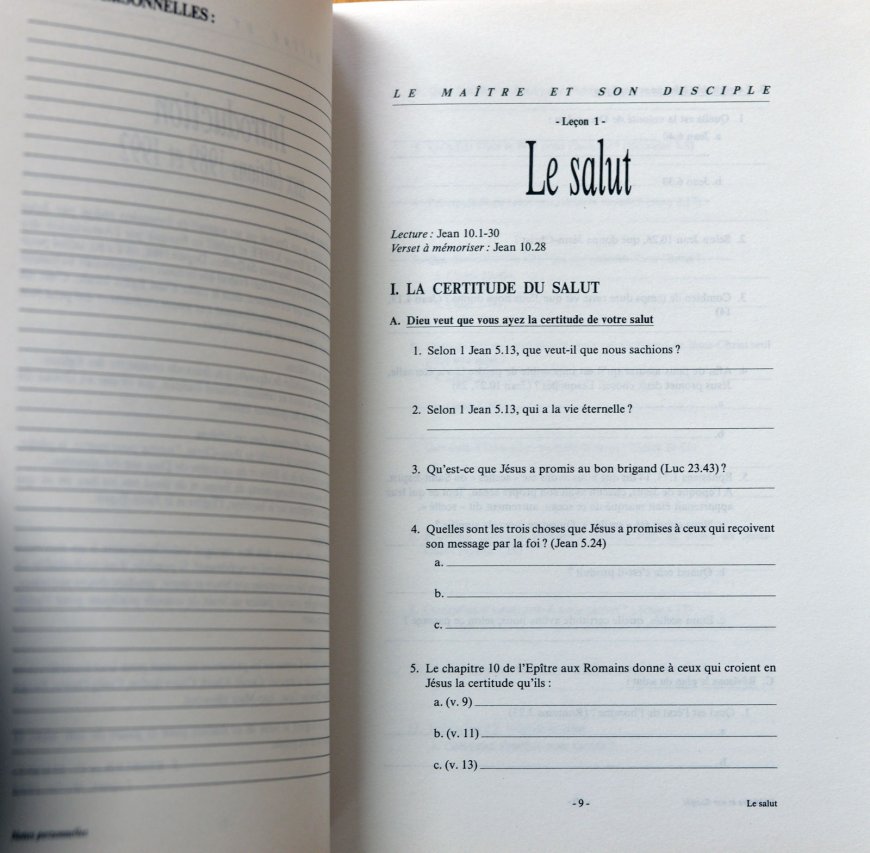 LE MAÎTRE ET SON DISCIPLE
- Leçon 1 -
Le salut
Lecture : Jean 10.1-30
Verset à mémoriser : Jean 10.28
I. LA CERTITUDE DU SALUT
A. Dieu veut que vous ayez la certitude de votre salut
1. Selon 1 Jean 5.13, que veut-il que nous sachions ?
2. Selon 1 Jean 5.13, qui a la vie éternelle ?
3. Qu'est-ce que Jésus a promis au bon brigand (Luc 23.43) ?
4. Quelles sont les trois choses que Jésus a promises à ceux qui reçoivent
son message par la foi ? (Jean 5.24)
a.
b.
c.
5. Le chapitre 10 de l'Epître aux Romains donne à ceux qui croient en
Jésus la certitude qu'ils :
a. (v. 9)
b. (v. 11)
c. (v. 13)
- 9 -
Le salut